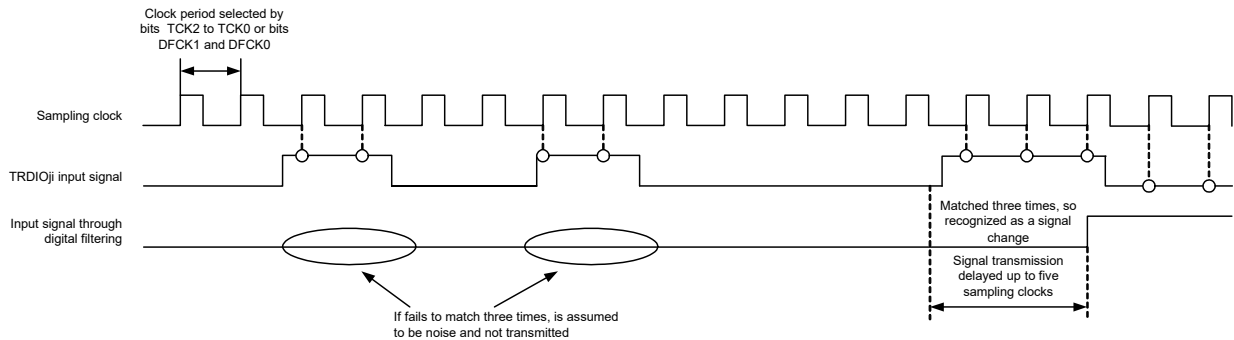 Clock period selected by
bits TCK2 to TCK0 or bits
DFCK1 and DFCK0
Sampling clock
TRDIOji input signal
Input signal through
digital filtering
Matched three times, so
recognized as a signal
change
Signal transmission
delayed up to five
sampling clocks
If fails to match three times, is assumed
to be noise and not transmitted